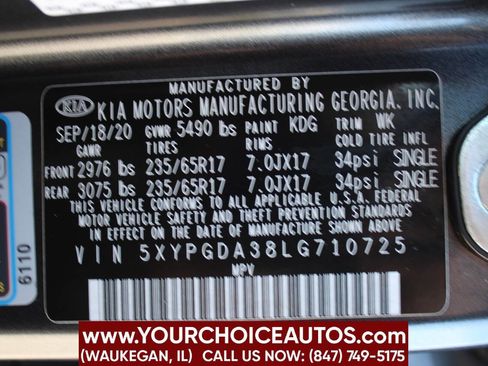 MANUFACTURED BY
KIA KIA MOTORS MANUFACTURING GEORGIA, INC.
SEP/18/20 GVWR 5490 lbs PAINT KDG TRIM WK
GAWR TIRES RIMS COLD TIRE INFL
FRONT 2976 lbs 235/65R17 7.0JX17 34psi SINGLE
REAR 3075 lbs 235/65R17 7.0JX17 34psi SINGLE
THIS VEHICLE CONFORMS TO ALL APPLICABLE U.S. FEDERAL
MOTOR VEHICLE SAFETY AND THEFT PREVENTION STANDARDS
IN EFFECT ON THE DATE OF MANUFACTURE SHOWN ABOVE.
VIN 5XYPGDA38LG710725
MPV
6110
WWW.YOURCHOICEAUTOS.COM
(WAUKEGAN, IL) CALL US NOW: (847) 749-5175